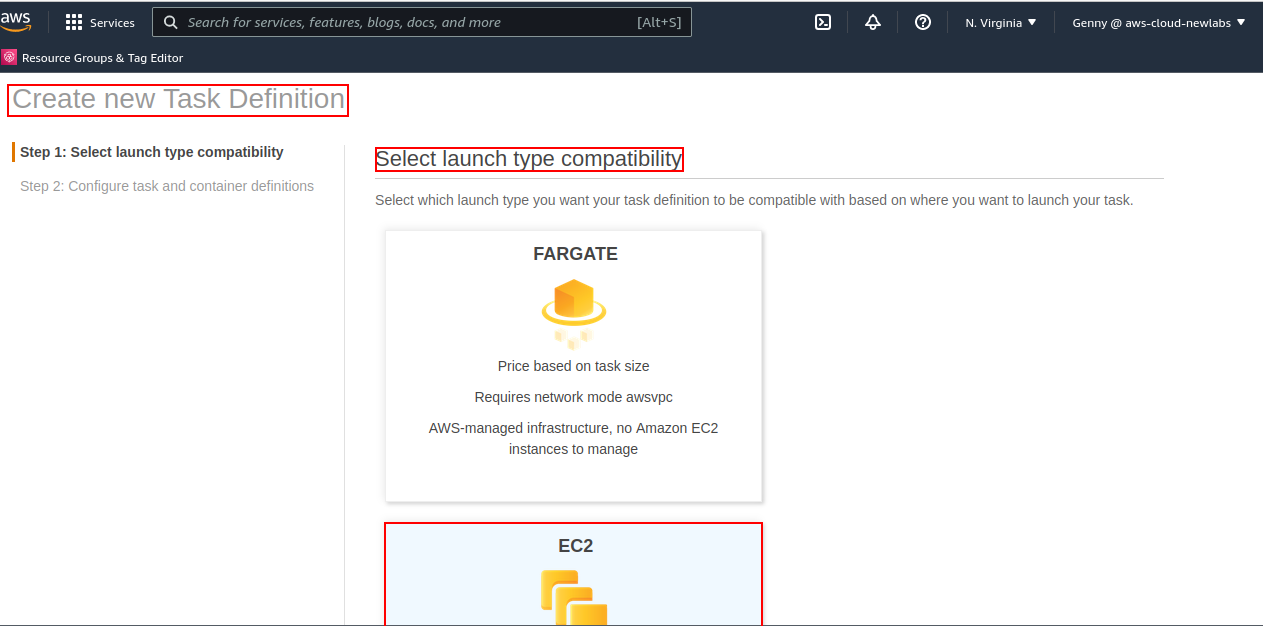 aws
Services
Search for services, features, blogs, docs, and more
[Alt+S]
N. Virginia
Genny @ aws-cloud-newlabs
Resource Groups & Tag Editor
Create new Task Definition
Step 1: Select launch type compatibility
Step 2: Configure task and container definitions
Select launch type compatibility
Select which launch type you want your task definition to be compatible with based on where you want to launch your task.
FARGATE
Price based on task size
Requires network mode awsvpc
AWS-managed infrastructure, no Amazon EC2
instances to manage
EC2